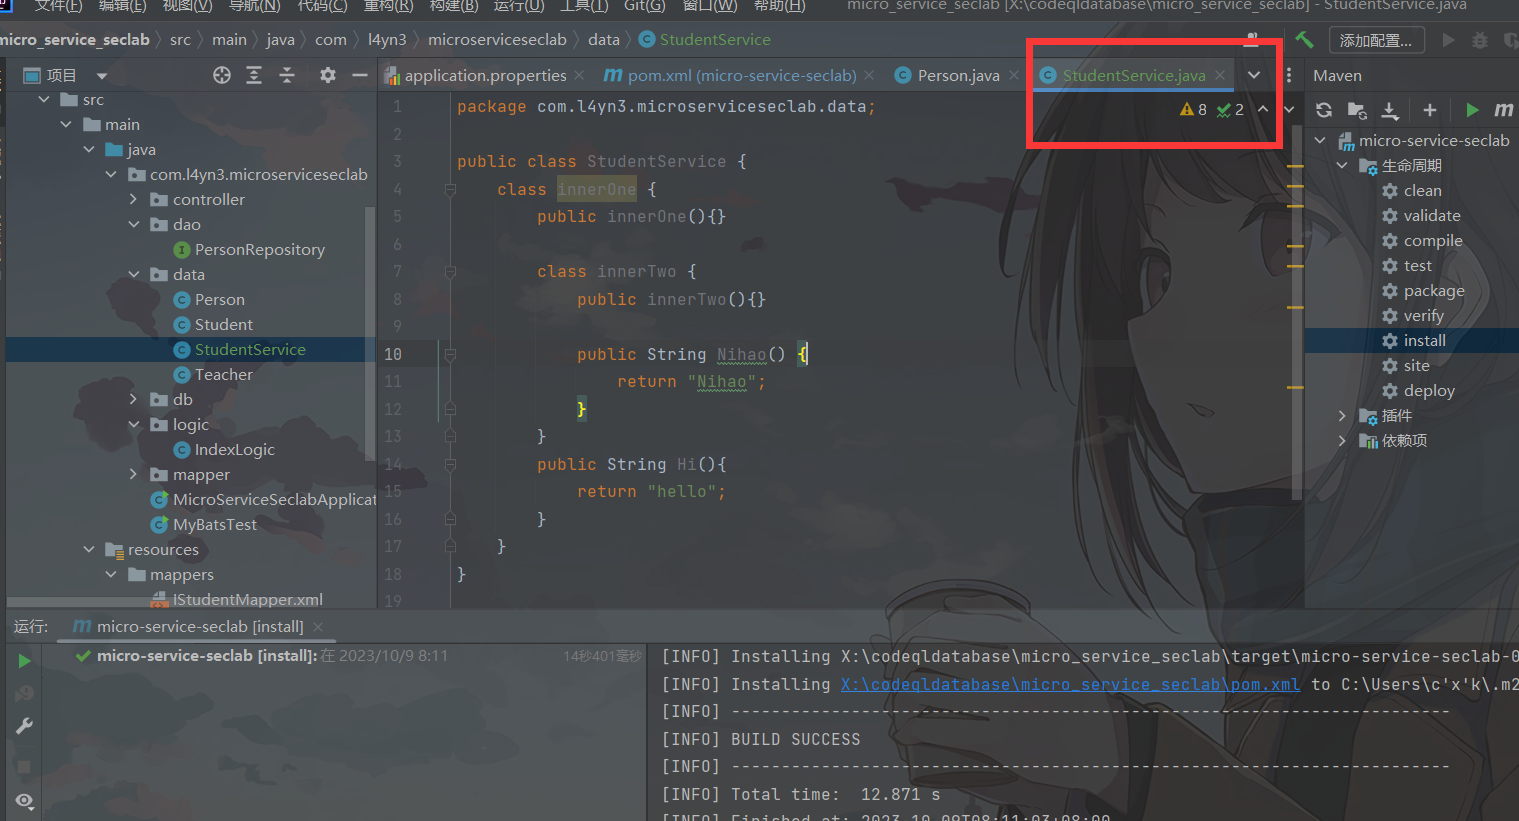 文件(F) 编辑(E) 视图(V) 导航(N) 代码(C) 重构(R) 构建(B) 运行(U) 工具(T) Git(G) 窗口(W) 帮助(H) micro_service_seclab [X:\codeqldatabase\micro_service_seclab] - StudentService.java
micro_service_seclab src main java com l4yn3 microserviceseclab data StudentService 添加配置...
项目 application.properties pom.xml (micro-service-seclab) Person.java StudentService.java Maven
8 2
src
main
java
com.l4yn3.microserviceseclab
controller
dao
PersonRepository
data
Person
Student
StudentService
Teacher
db
logic
IndexLogic
mapper
MicroServiceSeclabApplicat
MyBatsTest
resources
mappers
IStudentMapper.xml
1 package com.l4yn3.microserviceseclab.data;
2
3 public class StudentService {
4 class innerOne {
5 public innerOne(){}
6
7 class innerTwo {
8 public innerTwo(){}
9
10 public String Nihao() {
11 return "Nihao";
12 }
13 }
14 public String Hi(){
15 return "hello";
16 }
17 }
18 }
19
micro-service-seclab
生命周期
clean
validate
compile
test
package
verify
install
site
deploy
插件
依赖项
运行: micro-service-seclab [install]
micro-service-seclab [install]: 在 2023/10/9 8:11 14秒401毫秒
[INFO] Installing X:\codeqldatabase\micro_service_seclab\target\micro-service-seclab-0
[INFO] Installing X:\codeqldatabase\micro_service_seclab\pom.xml to C:\Users\c'x'k\.m2
[INFO] ------------------------------------------------------------------------
[INFO] BUILD SUCCESS
[INFO] ------------------------------------------------------------------------
[INFO] Total time: 12.871 s
[INFO] Finished at: 2023-10-09T08:11:03+08:00